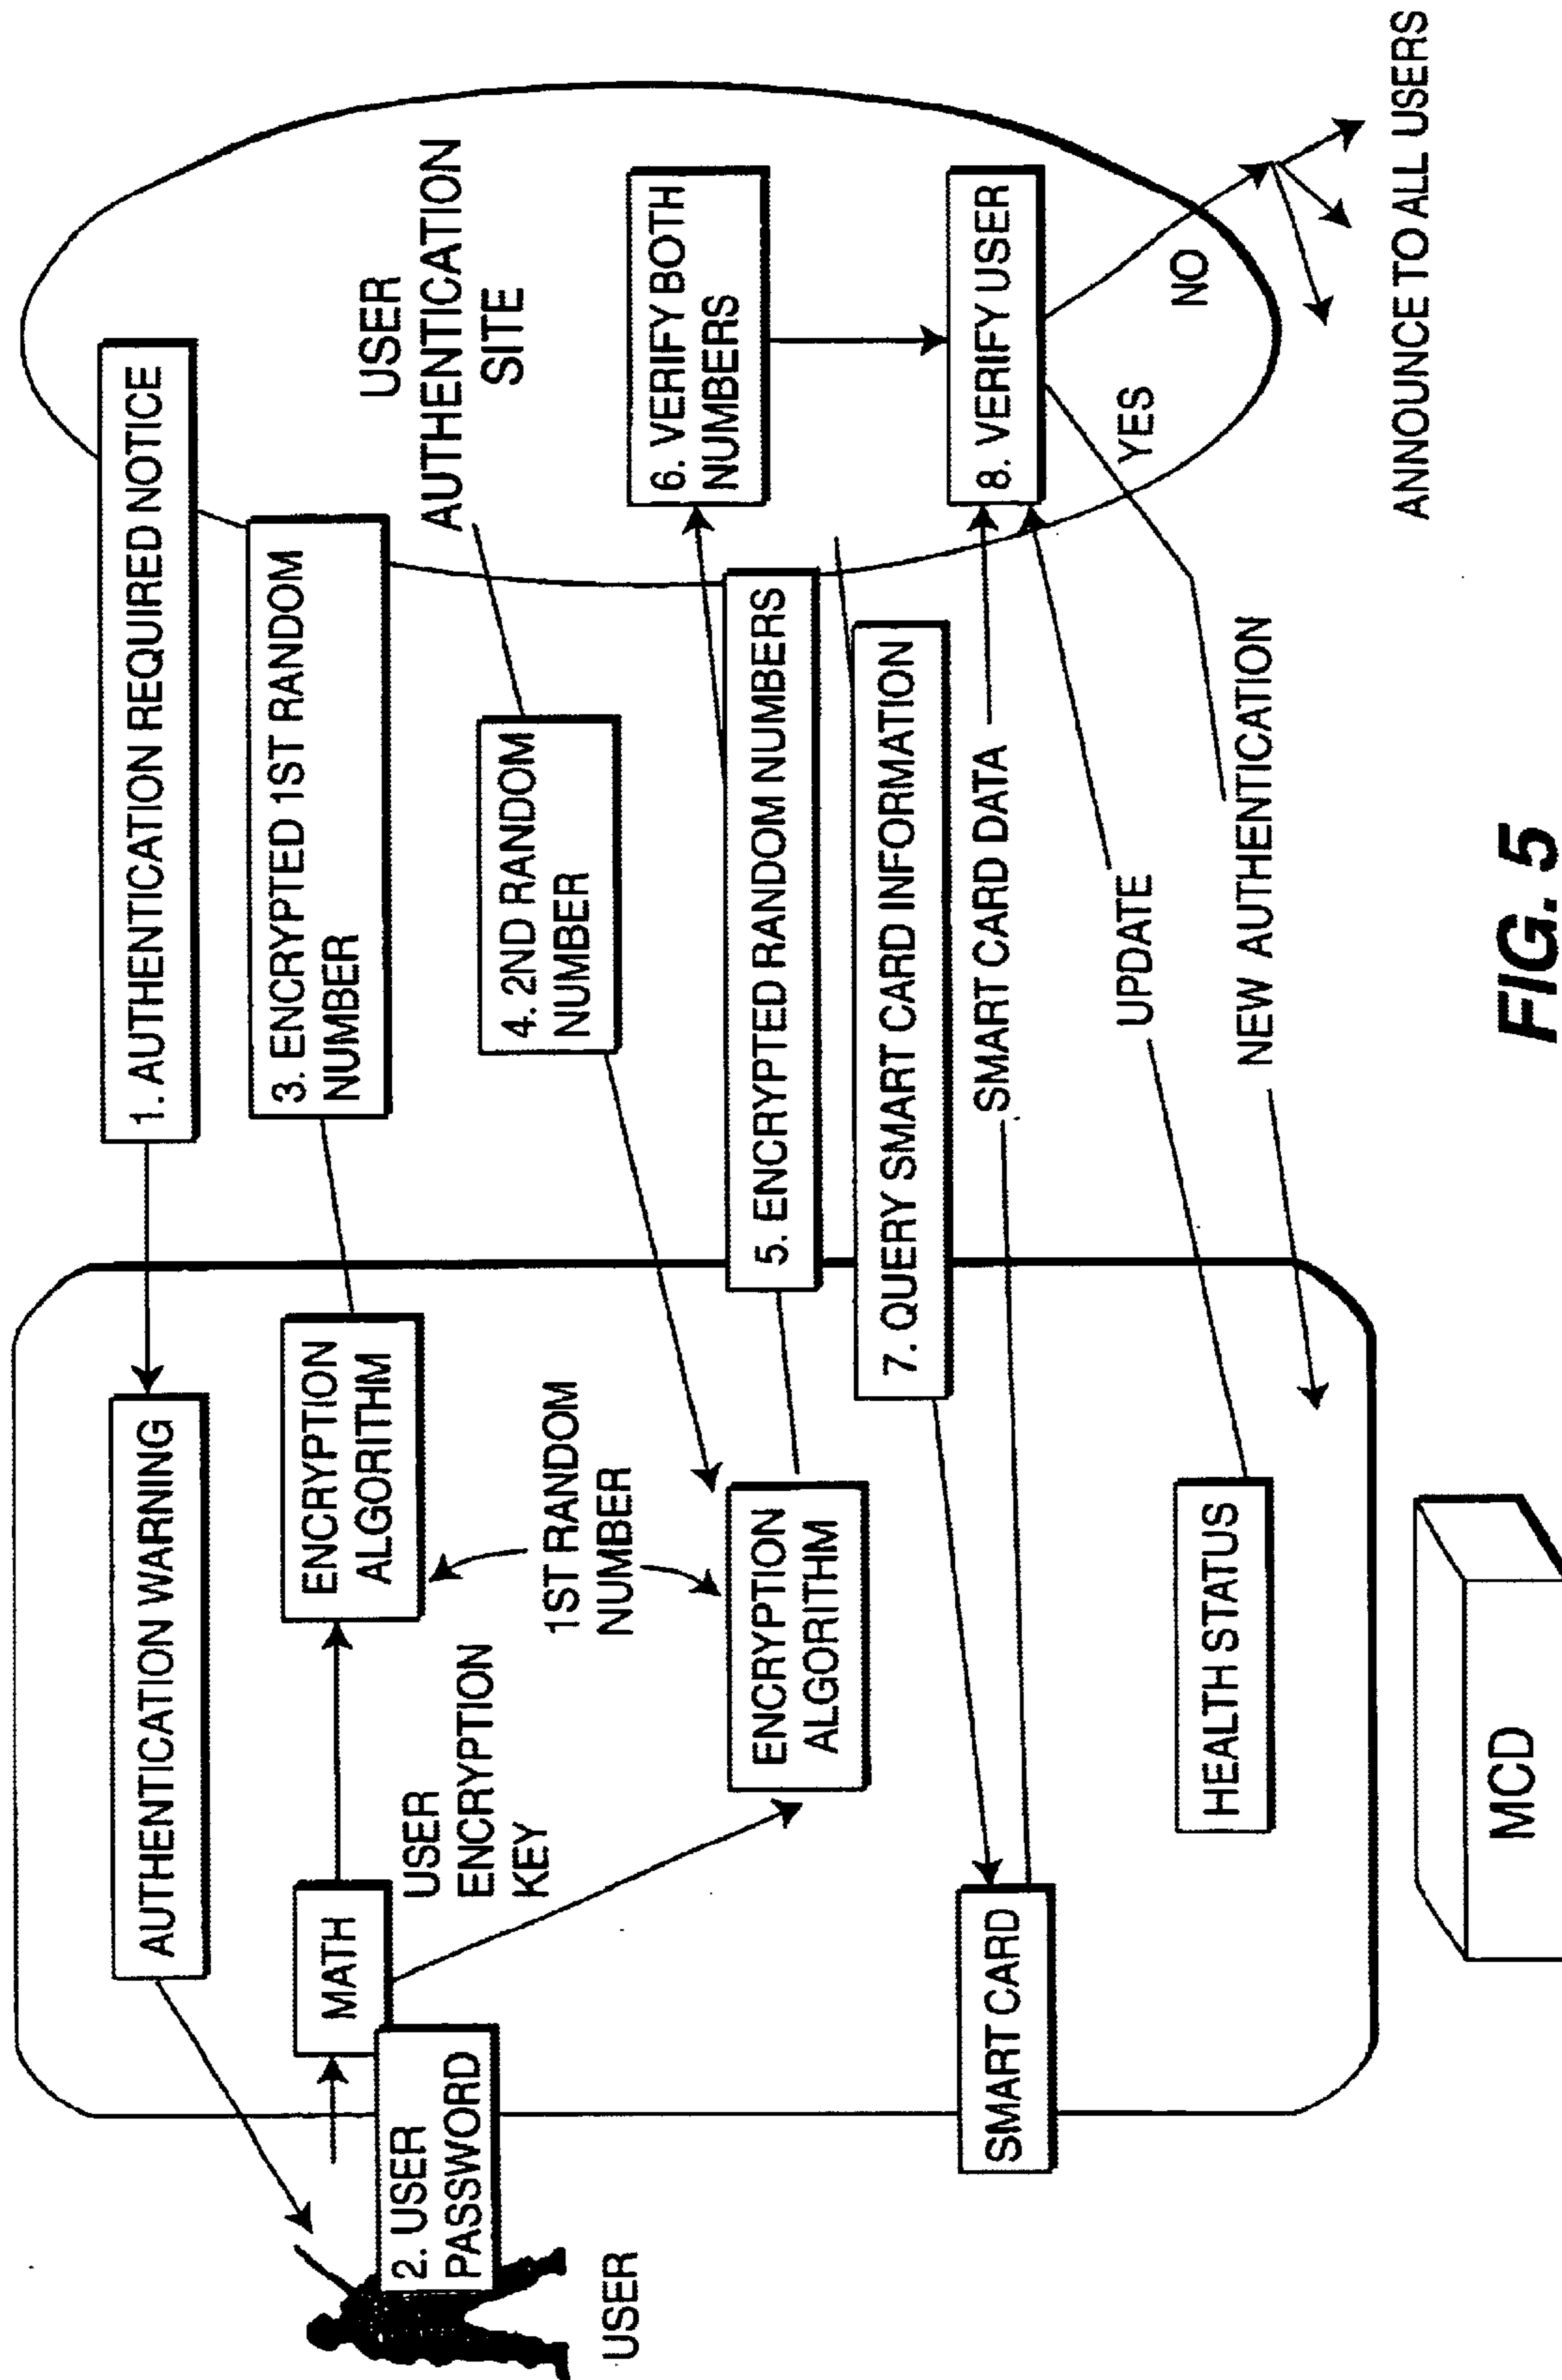 1. AUTHENTICATION REQUIRED NOTICE
AUTHENTICATION WARNING
3. ENCRYPTED 1ST RANDOM
NUMBER
ENCRYPTION
ALGORITHM
MATH
2. USER
PASSWORD
USER
USER
ENCRYPTION
KEY
1ST RANDOM
NUMBER
USER
AUTHENTICATION
SITE
4. 2ND RANDOM
NUMBER
ENCRYPTION
ALGORITHM
5. ENCRYPTED RANDOM NUMBERS
6. VERIFY BOTH
NUMBERS
7. QUERY SMART CARD INFORMATION
SMART CARD
SMART CARD DATA
8. VERIFY USER
HEALTH STATUS
UPDATE
YES
NO
NEW AUTHENTICATION
ANNOUNCE TO ALL USERS
MCD
FIG. 5